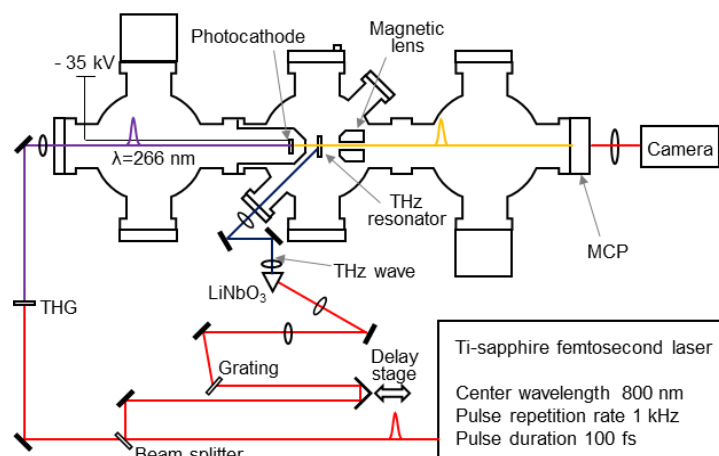 Magnetic
lens
Photocathode
- 35 kV
λ=266 nm
Camera
THz
resonator
MCP
THz wave
LiNbO3
THG
Grating
Delay
stage
Beam splitter
Ti-sapphire femtosecond laser
Center wavelength 800 nm
Pulse repetition rate 1 kHz
Pulse duration 100 fs